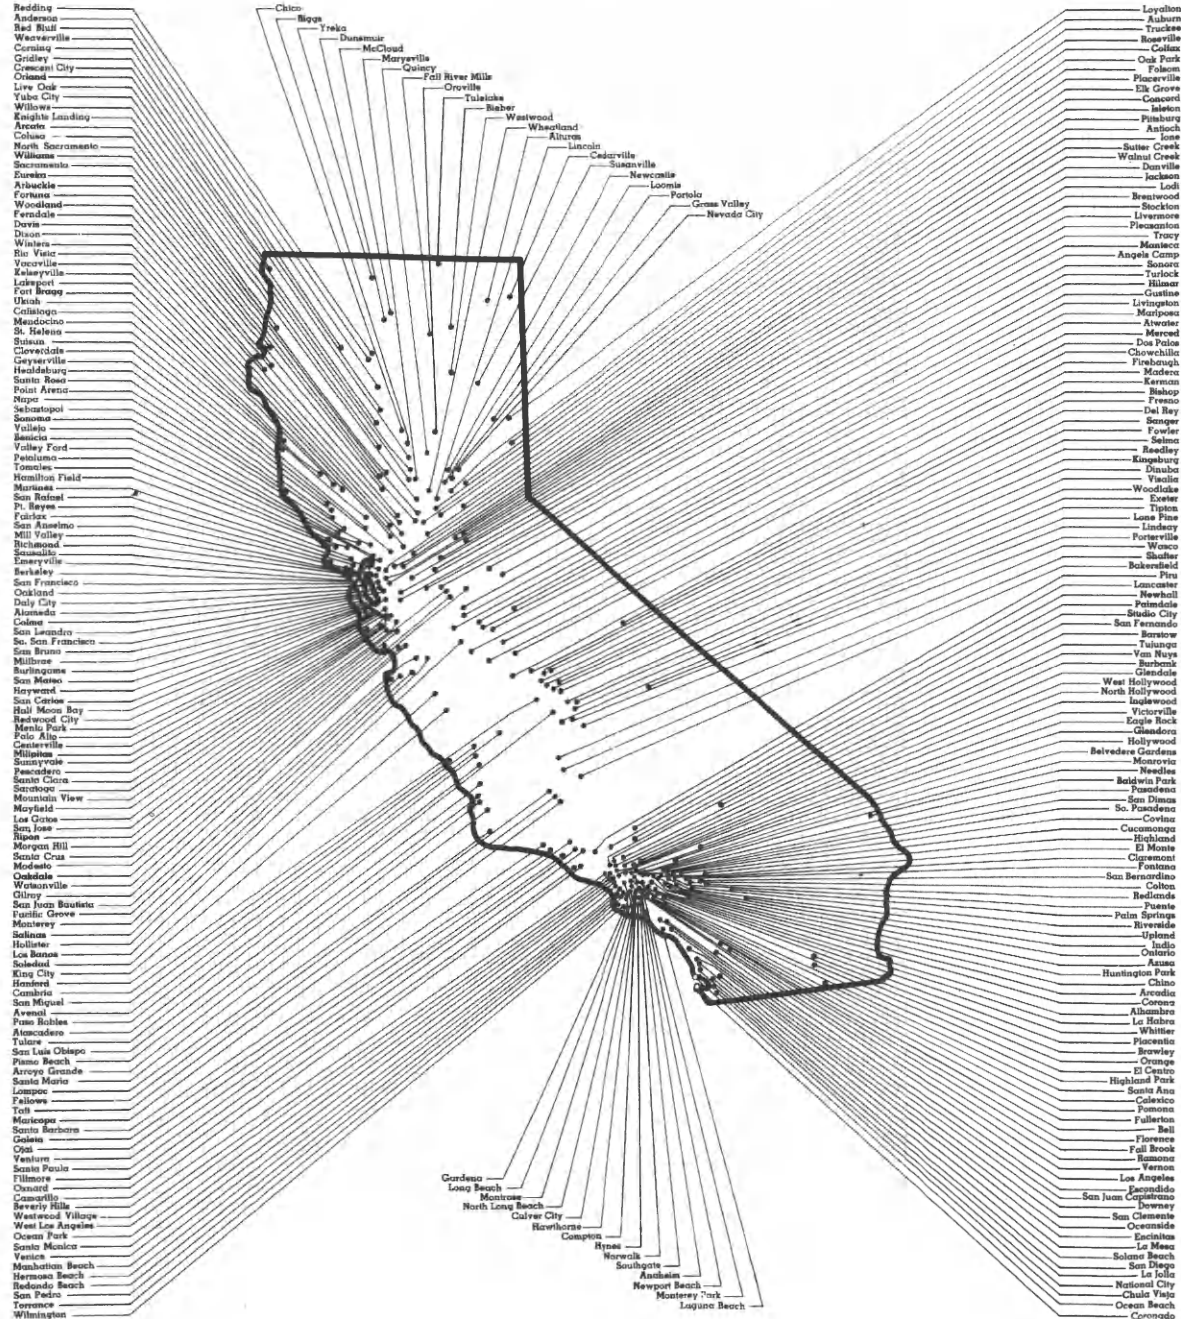 Redding
Anderson
Red Bluff
Weaverville
Corning
Gridley
Crescent City
Orland
Live Oak
Yuba City
Willows
Knights Landing
Arcata
Colusa
North Sacramento
Williams
Sacramento
Eureka
Arbuckle
Fortuna
Woodland
Ferndale
Davis
Dixon
Winters
Rio Vista
Vacaville
Kelseyville
Lakeport
Fort Bragg
Ukiah
Calistoga
Mendocino
St. Helena
Suisun
Cloverdale
Geyserville
Healdsburg
Santa Rosa
Point Arena
Napa
Sebastopol
Sonoma
Vallejo
Benicia
Valley Ford
Petaluma
Tomales
Hamilton Field
Martinez
San Rafael
Pt. Reyes
Fairfax
San Anselmo
Mill Valley
Richmond
Sausalito
Emeryville
Berkeley
San Francisco
Oakland
Daly City
Alameda
Colma
San Leandro
So. San Francisco
San Bruno
Millbrae
Burlingame
San Mateo
Hayward
San Carlos
Half Moon Bay
Redwood City
Menlo Park
Palo Alto
Centerville
Milpitas
Sunnyvale
Pescadero
Santa Clara
Saratoga
Mountain View
Mayfield
Los Gatos
San Jose
Ripon
Morgan Hill
Santa Cruz
Modesto
Oakdale
Watsonville
Gilroy
San Juan Bautista
Pacific Grove
Monterey
Salinas
Hollister
Los Banos
Soledad
King City
Hanford
Cambria
San Miguel
Avenal
Paso Robles
Atascadero
Tulare
San Luis Obispo
Pismo Beach
Arroyo Grande
Santa Maria
Lompoc
Fellows
Taft
Maricopa
Santa Barbara
Goleta
Ojai
Ventura
Santa Paula
Fillmore
Oxnard
Camarillo
Beverly Hills
Westwood Village
West Los Angeles
Ocean Park
Santa Monica
Venice
Manhattan Beach
Hermosa Beach
Redondo Beach
San Pedro
Torrance
Wilmington
Chico
Biggs
Yreka
Dunsmuir
McCloud
Marysville
Quincy
Fall River Mills
Oroville
Tulelake
Bieber
Westwood
Wheatland
Alturas
Lincoln
Cedarville
Susanville
Newcastle
Loomis
Portola
Grass Valley
Nevada City
Loyalton
Auburn
Truckee
Roseville
Colfax
Oak Park
Folsom
Placerville
Elk Grove
Concord
Isleton
Pittsburg
Antioch
Ione
Sutter Creek
Walnut Creek
Danville
Jackson
Lodi
Brentwood
Stockton
Livermore
Pleasanton
Tracy
Manteca
Angels Camp
Sonora
Turlock
Hilmar
Gustine
Livingston
Mariposa
Atwater
Merced
Dos Palos
Chowchilla
Firebaugh
Madera
Kerman
Bishop
Fresno
Del Rey
Sanger
Fowler
Selma
Reedley
Kingsburg
Dinuba
Visalia
Woodlake
Exeter
Tipton
Lone Pine
Lindsay
Porterville
Wasco
Shafter
Bakersfield
Piru
Lancaster
Newhall
Palmdale
Studio City
San Fernando
Barstow
Tujunga
Van Nuys
Burbank
Glendale
West Hollywood
North Hollywood
Inglewood
Victorville
Eagle Rock
Glendora
Hollywood
Belvedere Gardens
Monrovia
Needles
Baldwin Park
Pasadena
San Dimas
So. Pasadena
Covina
Cucamonga
Highland
El Monte
Claremont
Fontana
San Bernardino
Colton
Redlands
Puente
Palm Springs
Riverside
Upland
Indio
Ontario
Azusa
Huntington Park
Chino
Arcadia
Corona
Alhambra
La Habra
Whittier
Placentia
Brawley
Orange
El Centro
Highland Park
Santa Ana
Calexico
Pomona
Fullerton
Bell
Florence
Fall Brook
Ramona
Vernon
Los Angeles
Escondido
San Juan Capistrano
Downey
San Clemente
Oceanside
Encinitas
La Mesa
Solana Beach
San Diego
La Jolla
National City
Chula Vista
Ocean Beach
Coronado
Gardena
Long Beach
Montrose
North Long Beach
Culver City
Hawthorne
Compton
Hynes
Norwalk
Southgate
Anaheim
Newport Beach
Monterey Park
Laguna Beach